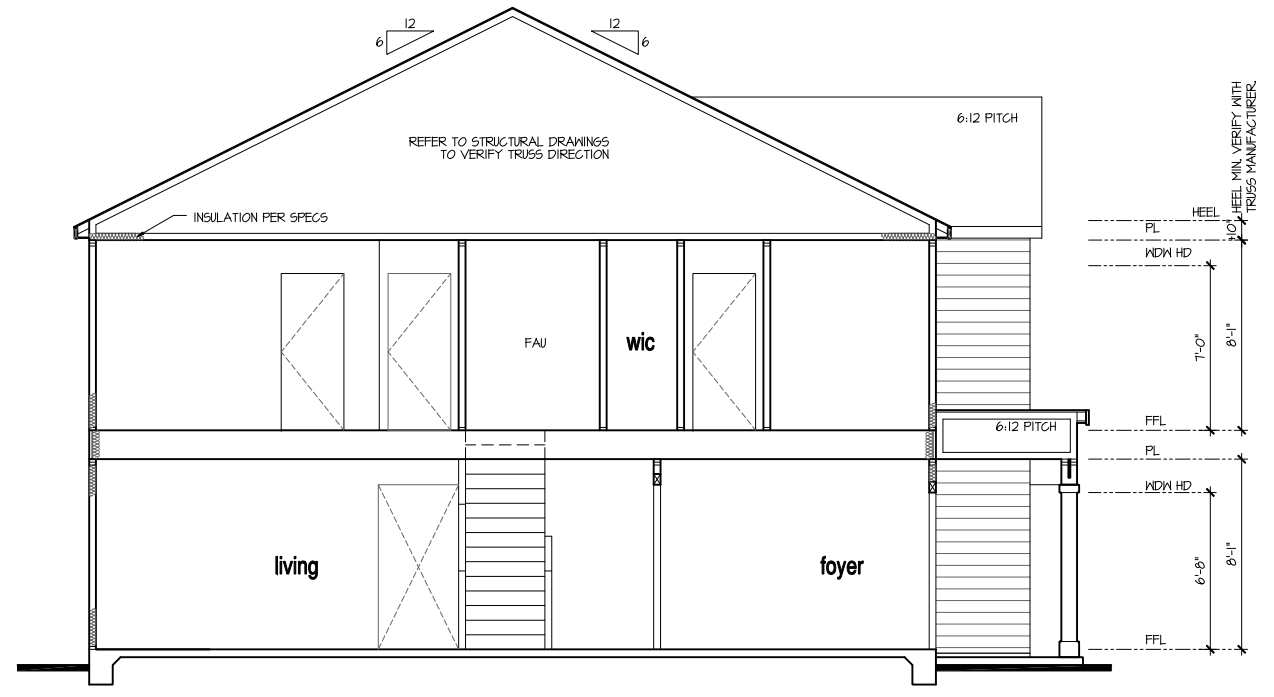 12
12
6
6
6:12 PITCH
HEEL MIN. VERIFY WITH
TRUSS MANUFACTURER.
REFER TO STRUCTURAL DRAWINGS
TO VERIFY TRUSS DIRECTION
INSULATION PER SPECS
HEEL
PL
10"
WDW HD
FAU
wic
7'-0"
8'-1"
FFL
6:12 PITCH
PL
WDW HD
living
foyer
6'-8"
8'-1"
FFL